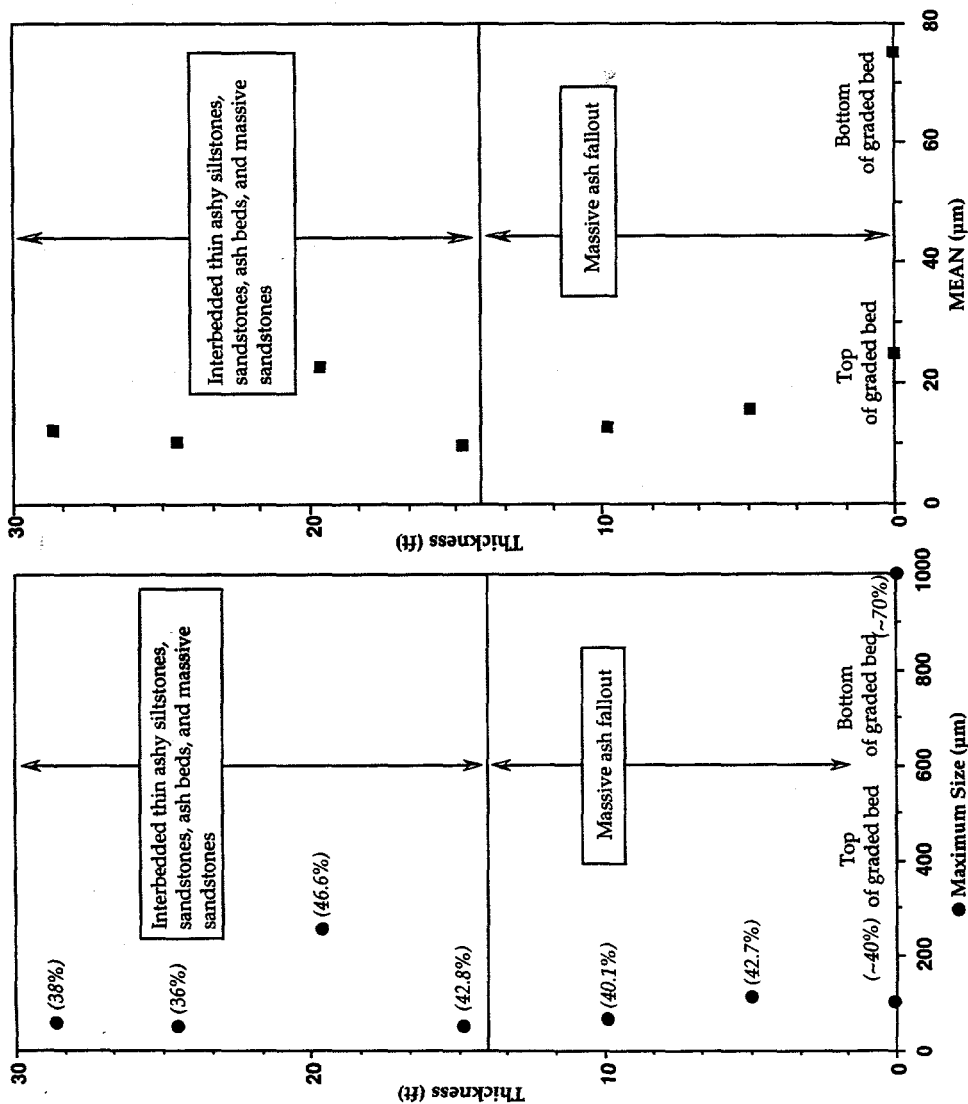 30
20
10
0
Thickness (ft)
Interbedded thin ashy siltstones,
sandstones, ash beds, and massive
sandstones
(38%)
(36%)
(46.6%)
(42.8%)
Massive ash fallout
(40.1%)
(42.7%)
Top
(~40%) of graded bed
Bottom
of graded bed
(~70%)
0
200
400
600
800
1000
● Maximum Size (µm)
30
20
10
0
Thickness (ft)
Interbedded thin ashy siltstones,
sandstones, ash beds, and massive
sandstones
Massive ash fallout
Top
of graded bed
Bottom
of graded bed
0
20
40
60
80
MEAN (µm)